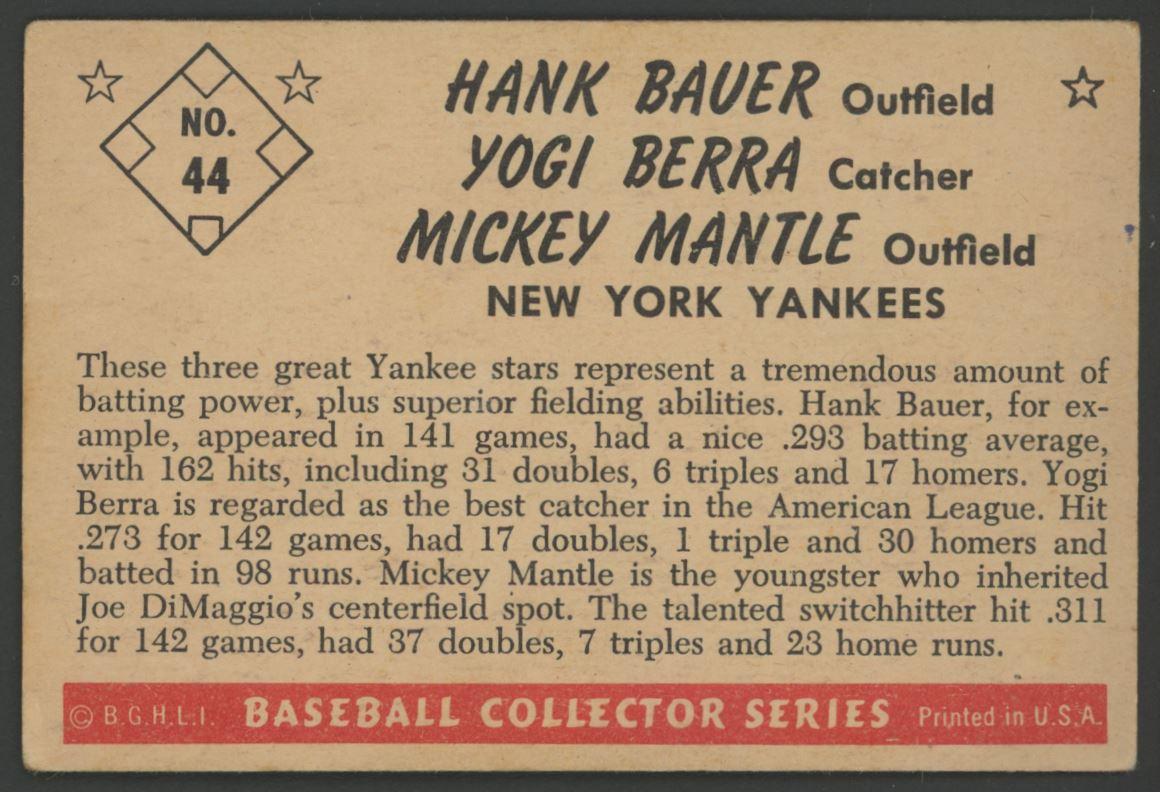 NO.
44
HANK BAUER Outfield
YOGI BERRA Catcher
MICKEY MANTLE Outfield
NEW YORK YANKEES
These three great Yankee stars represent a tremendous amount of
batting power, plus superior fielding abilities. Hank Bauer, for ex-
ample, appeared in 141 games, had a nice .293 batting average,
with 162 hits, including 31 doubles, 6 triples and 17 homers. Yogi
Berra is regarded as the best catcher in the American League. Hit
.273 for 142 games, had 17 doubles, 1 triple and 30 homers and
batted in 98 runs. Mickey Mantle is the youngster who inherited
Joe DiMaggio's centerfield spot. The talented switchhitter hit .311
for 142 games, had 37 doubles, 7 triples and 23 home runs.
© B.G.H.L.I. BASEBALL COLLECTOR SERIES Printed in U.S.A.